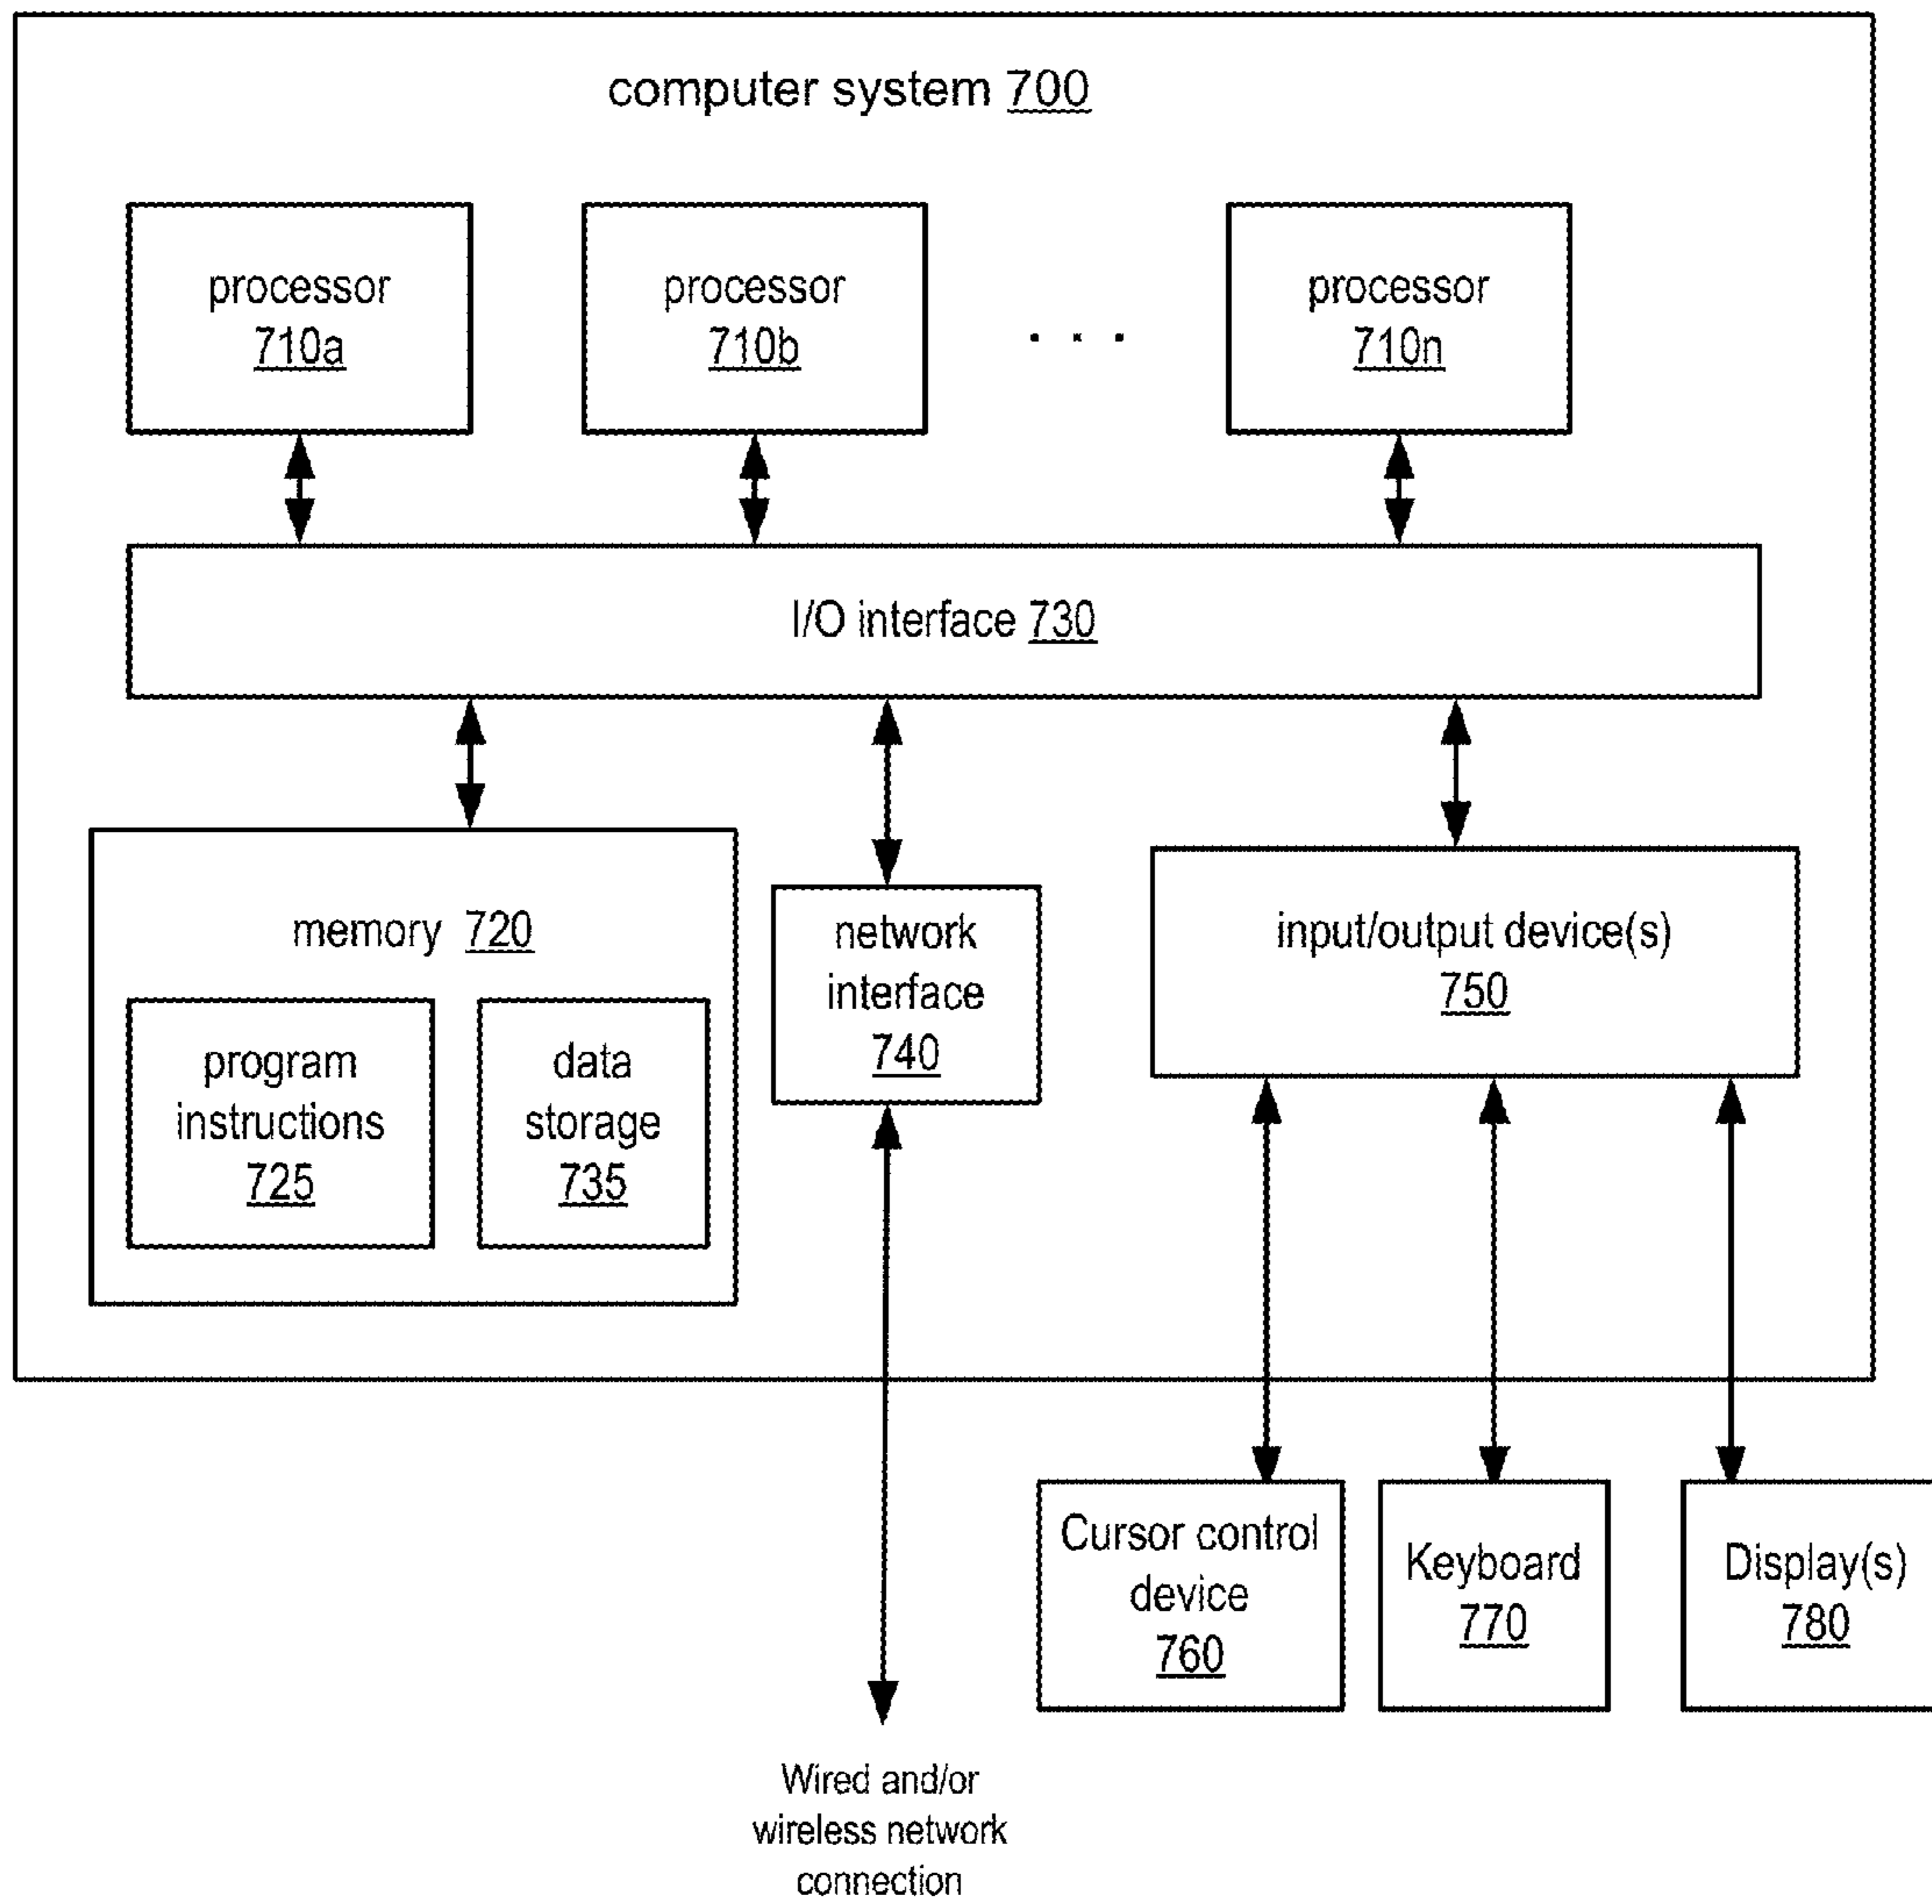 computer system 700
processor
710a
processor
710b
. . .
processor
710n
I/O interface 730
memory 720
program
instructions
725
data
storage
735
network
interface
740
input/output device(s)
750
Cursor control
device
760
Keyboard
770
Display(s)
780
Wired and/or
wireless network
connection